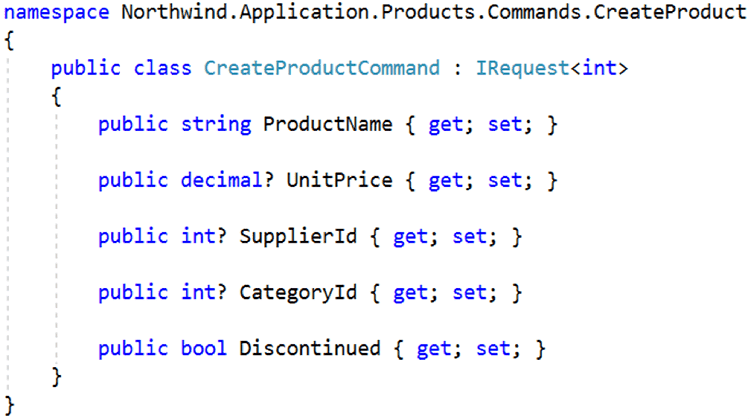 namespace Northwind.Application.Products.Commands.CreateProduct
{
    public class CreateProductCommand : IRequest<int>
    {
        public string ProductName { get; set; }
        public decimal? UnitPrice { get; set; }
        public int? SupplierId { get; set; }
        public int? CategoryId { get; set; }
        public bool Discontinued { get; set; }
    }
}